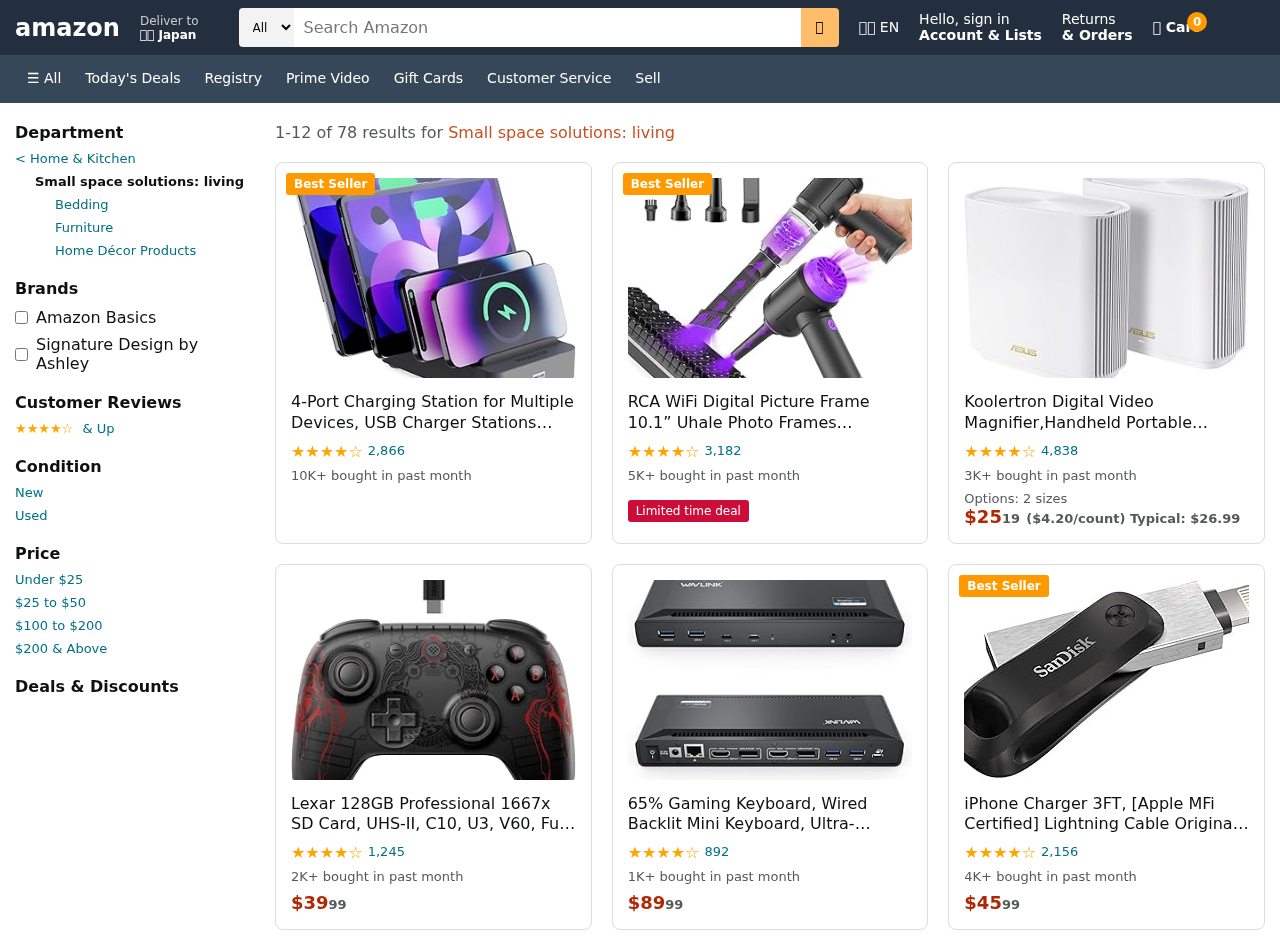 amazon
Deliver to
Japan
All
Search Amazon
EN
Hello, sign in
Account & Lists
Returns
& Orders
0
☰ All
Today's Deals
Registry
Prime Video
Gift Cards
Customer Service
Sell
Department
< Home & Kitchen
Small space solutions: living
Bedding
Furniture
Home Décor Products
Brands
Amazon Basics
Signature Design by
Ashley
Customer Reviews
★★★★☆ & Up
Condition
New
Used
Price
Under $25
$25 to $50
$100 to $200
$200 & Above
Deals & Discounts
1-12 of 78 results for Small space solutions: living
Best Seller
4-Port Charging Station for Multiple
Devices, USB Charger Stations…
★★★★☆ 2,866
10K+ bought in past month
Best Seller
RCA WiFi Digital Picture Frame
10.1” Uhale Photo Frames…
★★★★☆ 3,182
5K+ bought in past month
Limited time deal
ASUS
ASUS
Koolertron Digital Video
Magnifier,Handheld Portable…
★★★★☆ 4,838
3K+ bought in past month
Options: 2 sizes
$25 19 ($4.20/count) Typical: $26.99
Y
X
B
A
Lexar 128GB Professional 1667x
SD Card, UHS-II, C10, U3, V60, Fu…
★★★★☆ 1,245
2K+ bought in past month
$39 99
WAVLINK
WAVLINK
65% Gaming Keyboard, Wired
Backlit Mini Keyboard, Ultra-…
★★★★☆ 892
1K+ bought in past month
$89 99
Best Seller
SanDisk
iPhone Charger 3FT, [Apple MFi
Certified] Lightning Cable Origina…
★★★★☆ 2,156
4K+ bought in past month
$45 99